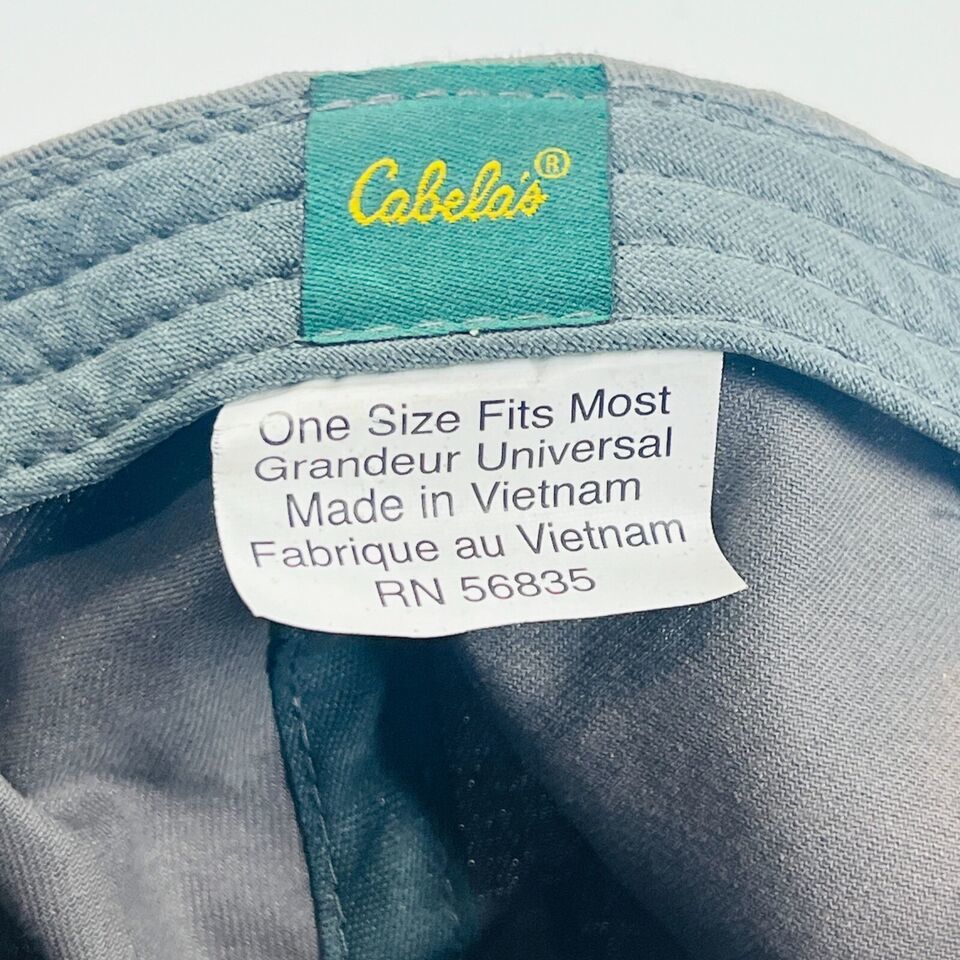 Cabela's®
One Size Fits Most
Grandeur Universal
Made in Vietnam
Fabrique au Vietnam
RN 56835